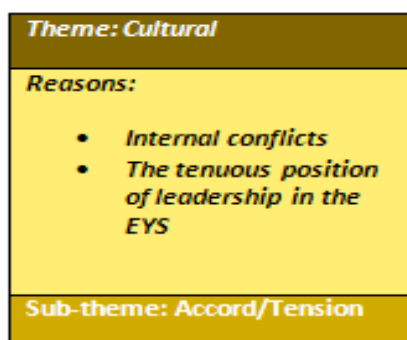 Theme: Cultural
Reasons:
• Internal conflicts
• The tenuous position
of leadership in the
EYS
Sub-theme: Accord/Tension